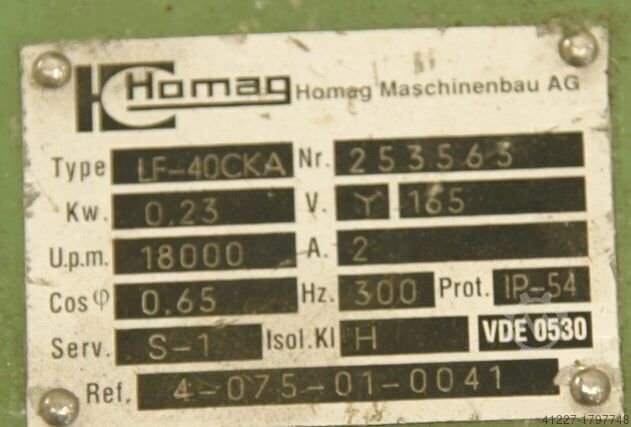 Homag Homag Maschinenbau AG
Type LF-40CKA Nr. 253563
Kw. 0.23 V. Y 165
U.p.m. 18000 A. 2
Cos φ 0.65 Hz. 300 Prot. IP-54
Serv. S-1 Isol.Kl H VDE 0530
Ref. 4-075-01-0041
41227-1797748